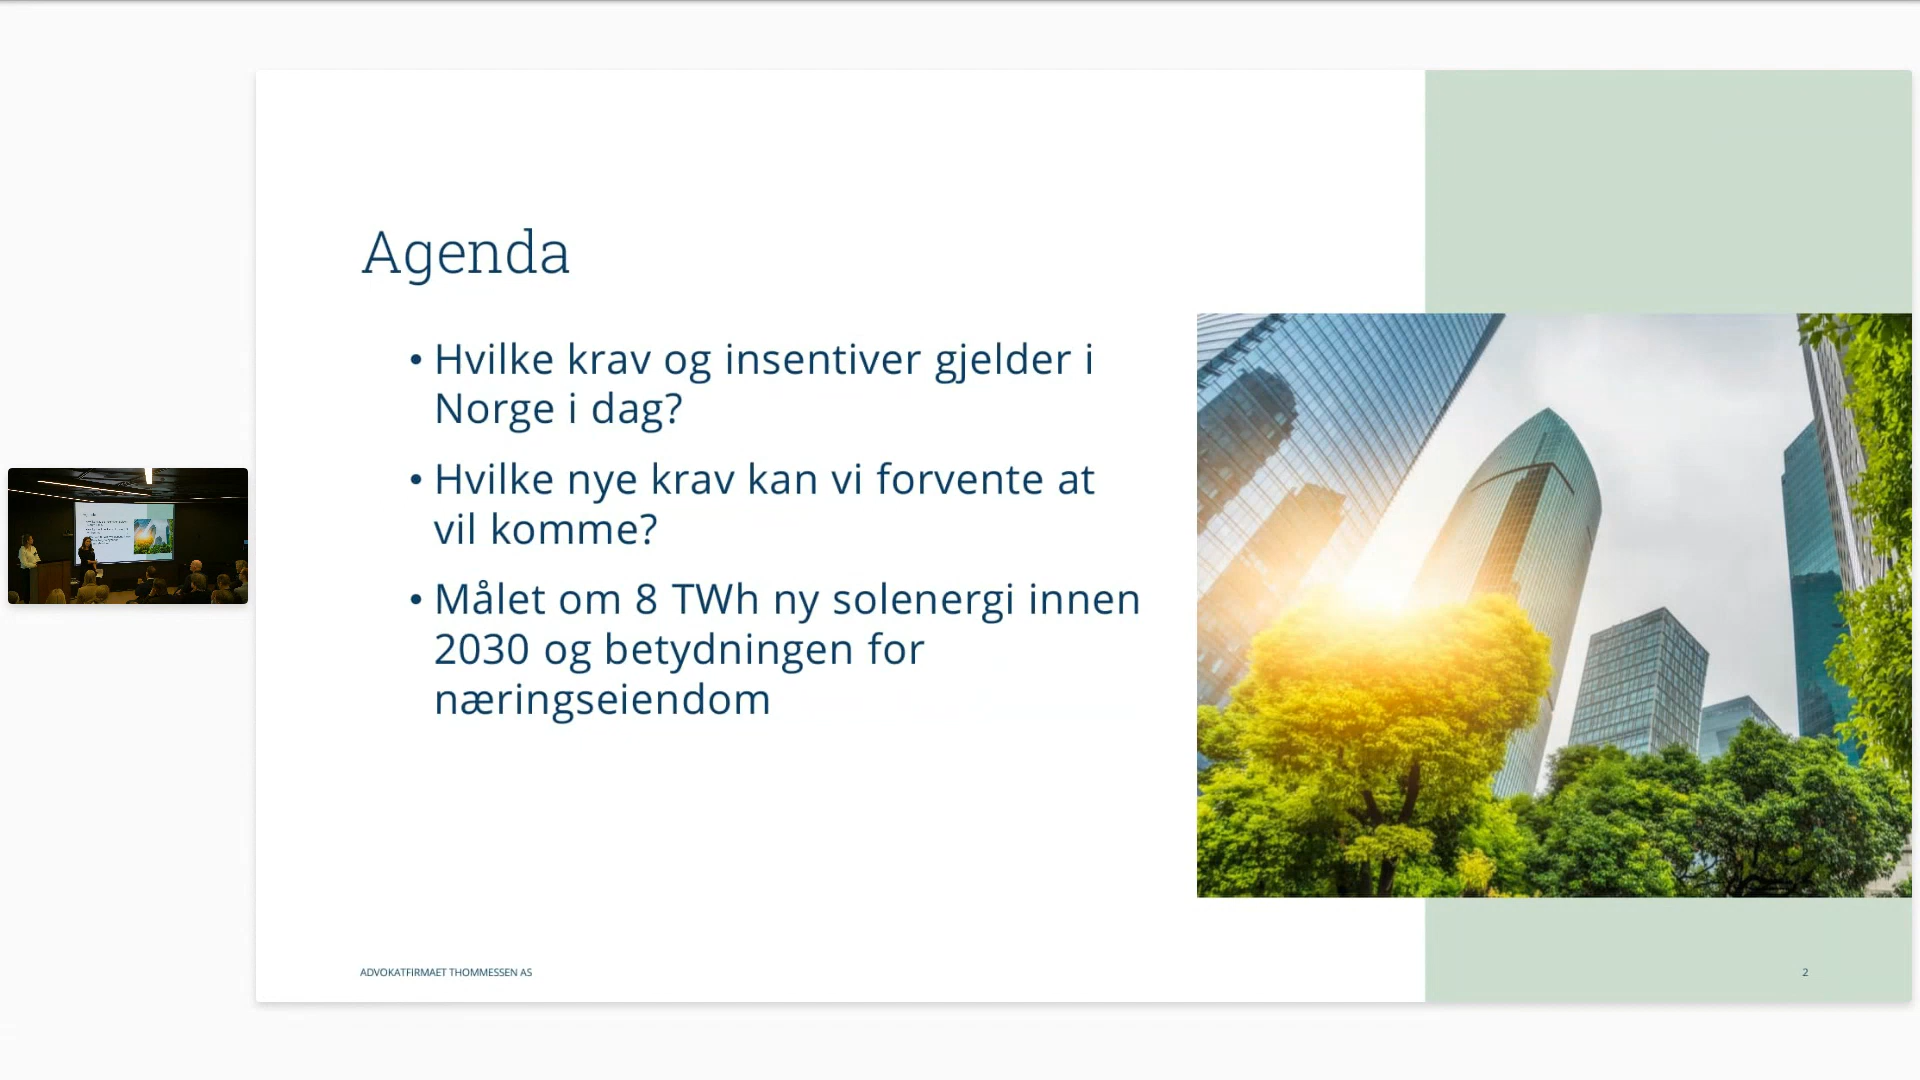 Agenda
• Hvilke krav og insentiver gjelder i
Norge i dag?
• Hvilke nye krav kan vi forvente at
vil komme?
• Målet om 8 TWh ny solenergi innen
2030 og betydningen for
næringseiendom
ADVOKATFIRMAET THOMMESSEN AS
2